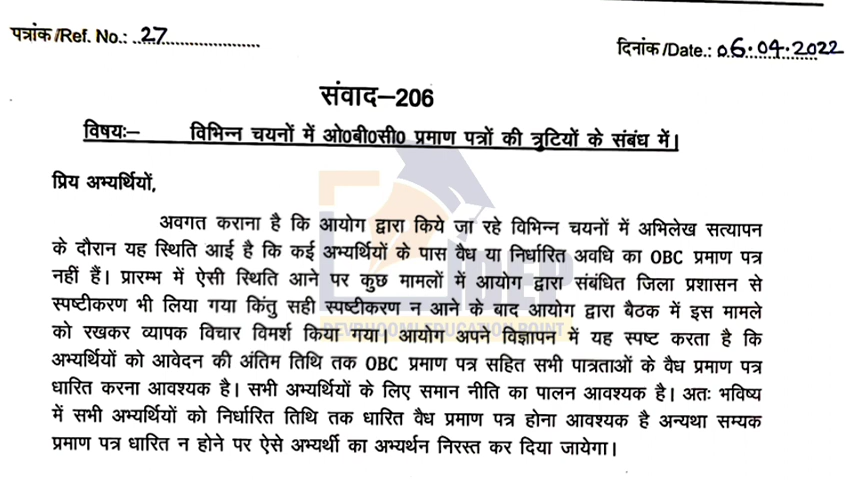 पत्रांक /Ref. No.: 27
दिनांक /Date.: 06.04.2022
संवाद–206
विषयः– विभिन्न चयनों में ओ0बी0सी0 प्रमाण पत्रों की त्रुटियों के संबंध में।
प्रिय अभ्यर्थियों,
अवगत कराना है कि आयोग द्वारा किये जा रहे विभिन्न चयनों में अभिलेख सत्यापन
के दौरान यह स्थिति आई है कि कई अभ्यर्थियों के पास वैध या निर्धारित अवधि का OBC प्रमाण पत्र
नहीं हैं। प्रारम्भ में ऐसी स्थिति आने पर कुछ मामलों में आयोग द्वारा संबंधित जिला प्रशासन से
स्पष्टीकरण भी लिया गया किंतु सही स्पष्टीकरण न आने के बाद आयोग द्वारा बैठक में इस मामले
को रखकर व्यापक विचार विमर्श किया गया। आयोग अपने विज्ञापन में यह स्पष्ट करता है कि
अभ्यर्थियों को आवेदन की अंतिम तिथि तक OBC प्रमाण पत्र सहित सभी पात्रताओं के वैध प्रमाण पत्र
धारित करना आवश्यक है। सभी अभ्यर्थियों के लिए समान नीति का पालन आवश्यक है। अतः भविष्य
में सभी अभ्यर्थियों को निर्धारित तिथि तक धारित वैध प्रमाण पत्र होना आवश्यक है अन्यथा सम्यक
प्रमाण पत्र धारित न होने पर ऐसे अभ्यर्थी का अभ्यर्थन निरस्त कर दिया जायेगा।
DEP
DEVBHOOMI EDUCATION POINT